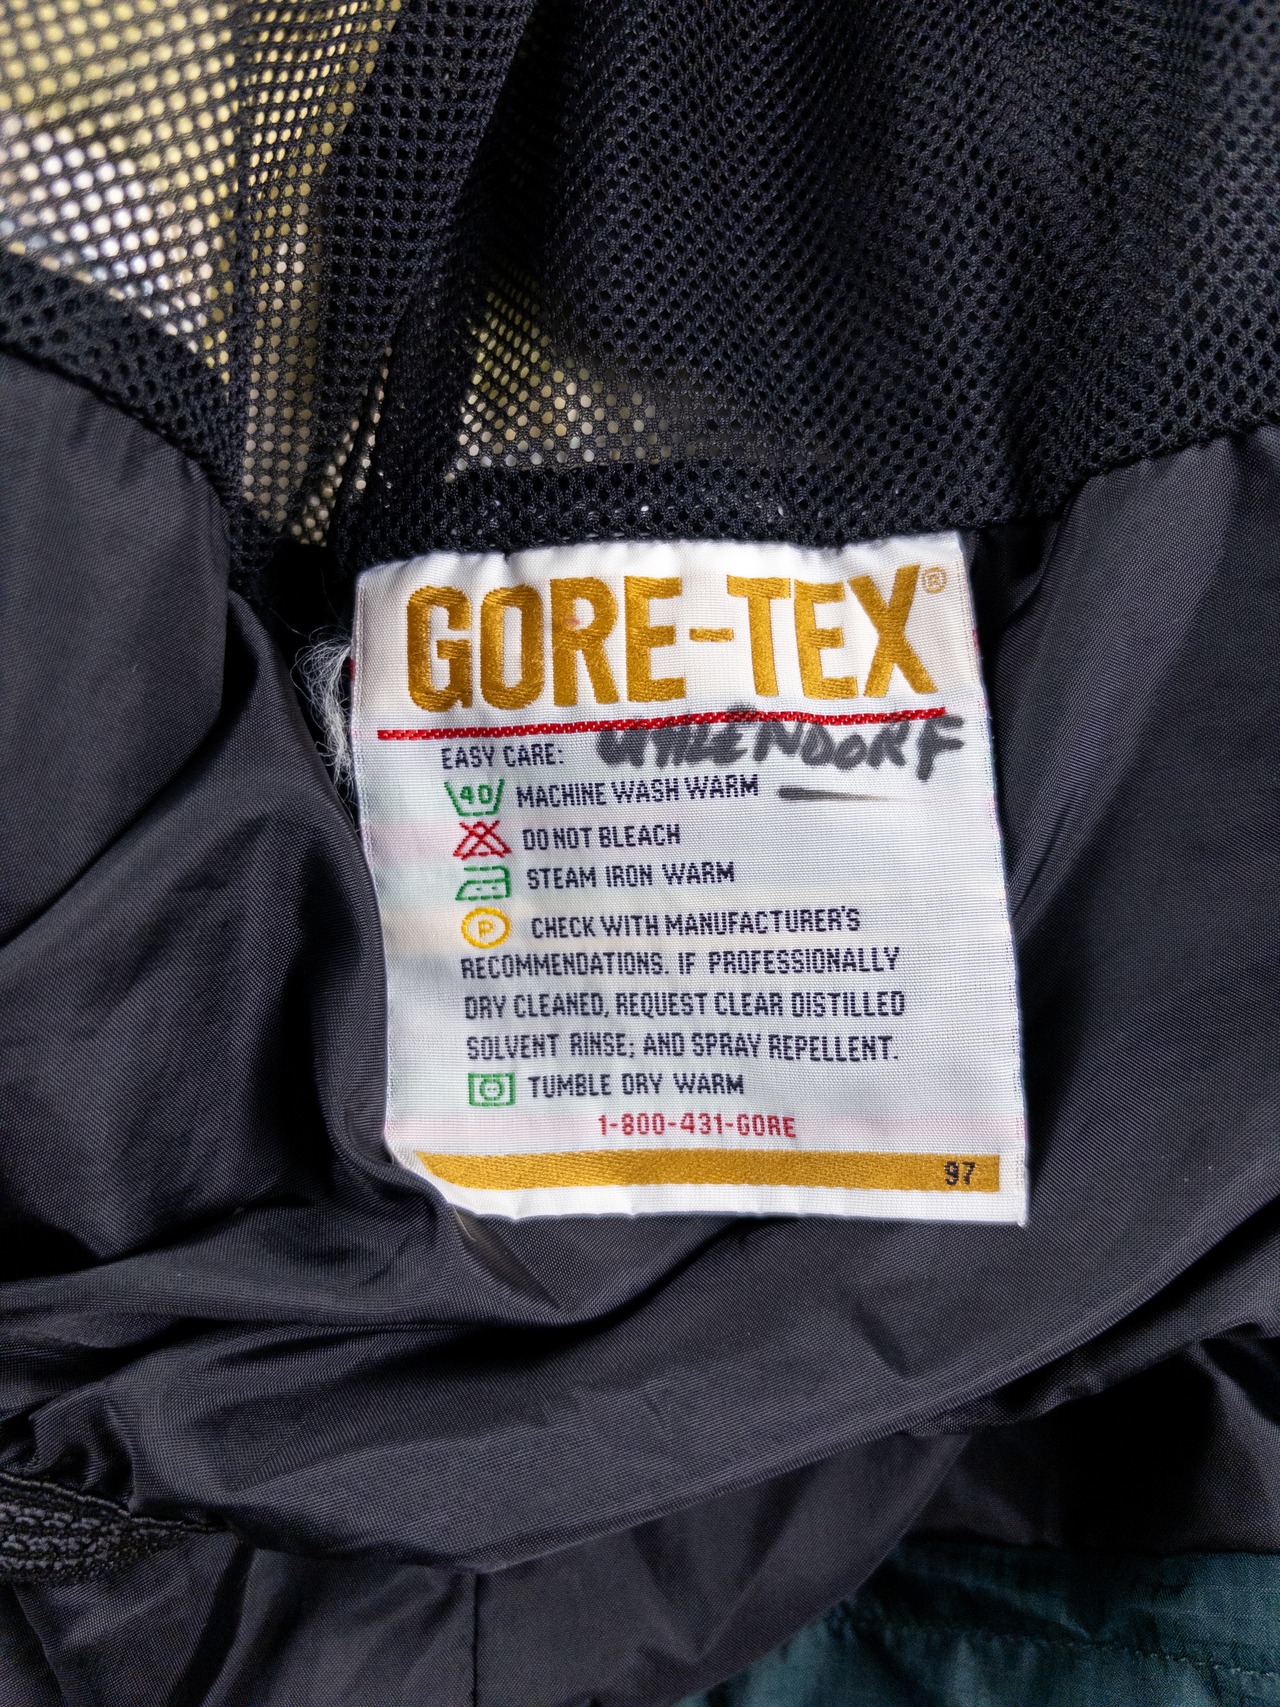 GORE-TEX®
EASY CARE: UHLENDORF
40 MACHINE WASH WARM
DO NOT BLEACH
STEAM IRON WARM
P CHECK WITH MANUFACTURER'S
RECOMMENDATIONS. IF PROFESSIONALLY
DRY CLEANED, REQUEST CLEAR DISTILLED
SOLVENT RINSE; AND SPRAY REPELLENT.
TUMBLE DRY WARM
1-800-431-GORE
97